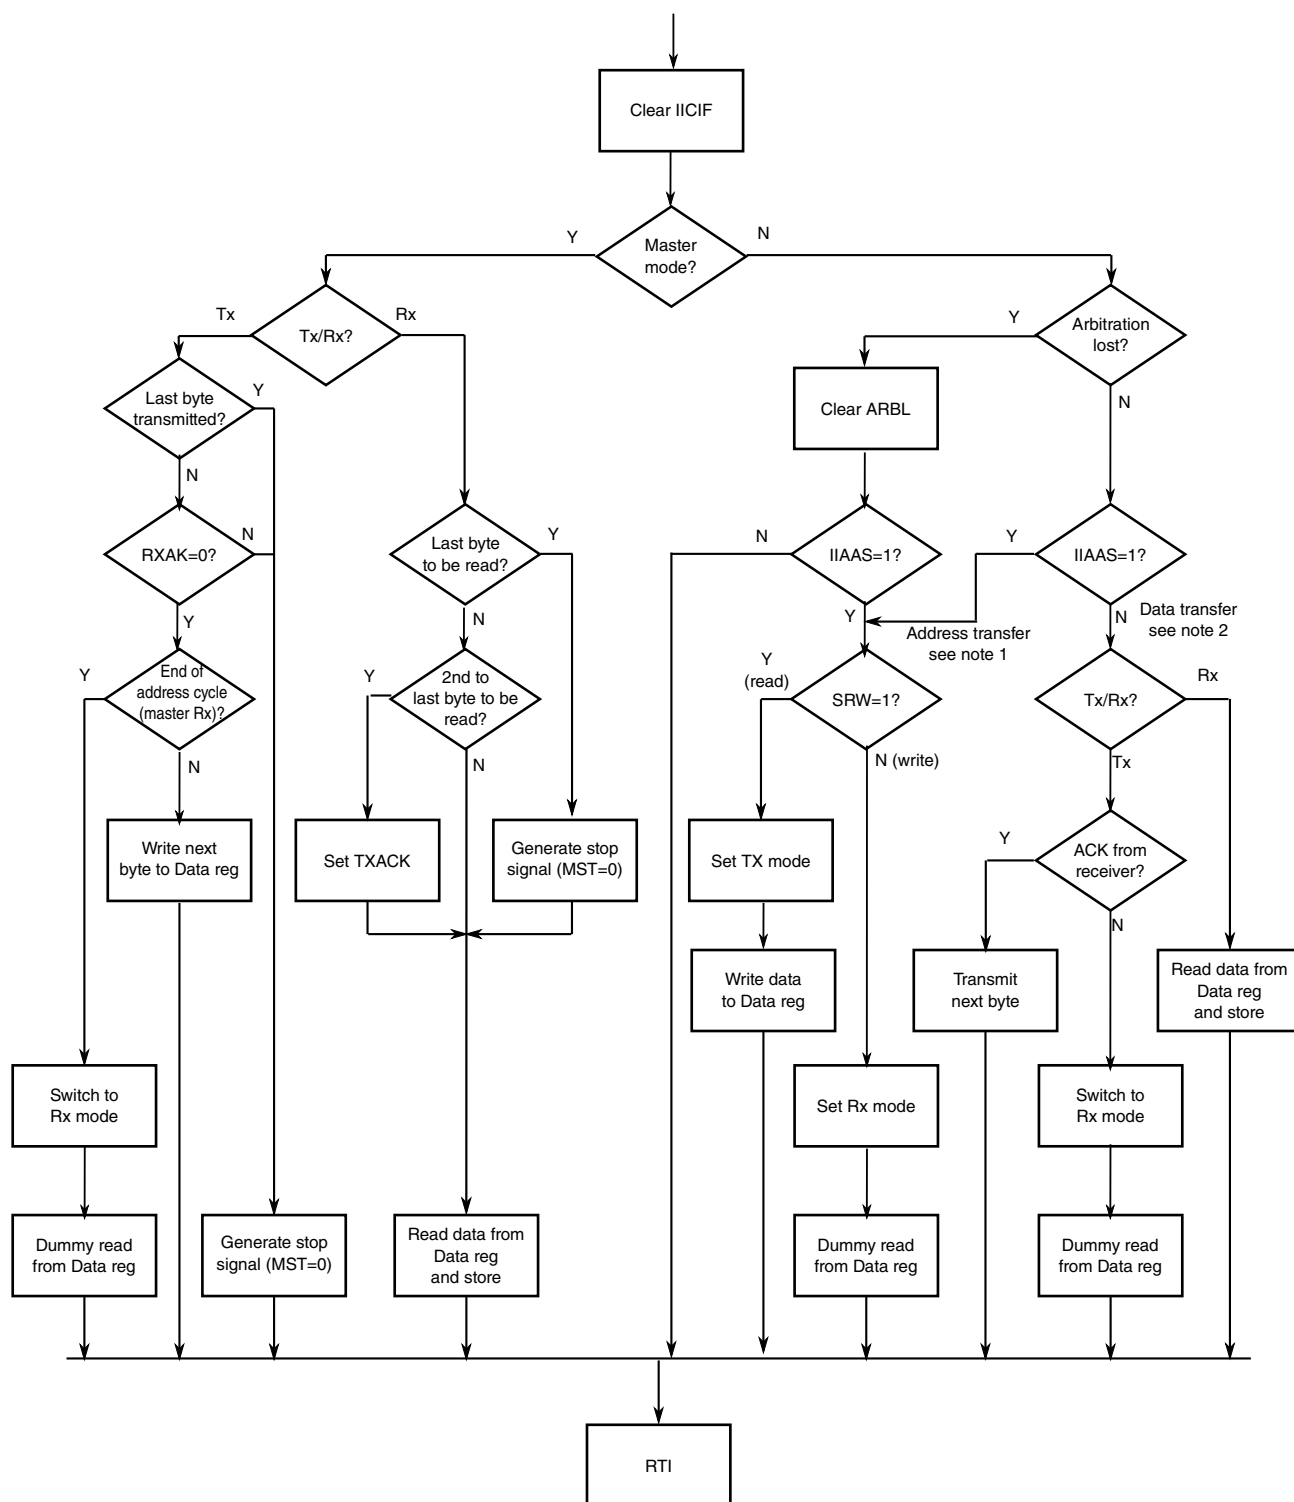 Clear IICIF
Master
mode?
Y
N
Tx/Rx?
Tx
Rx
Arbitration
lost?
Y
N
Last byte
transmitted?
Y
N
Clear ARBL
RXAK=0?
N
Y
Last byte
to be read?
Y
N
IIAAS=1?
N
Y
IIAAS=1?
Y
N
Address transfer
see note 1
Data transfer
see note 2
End of
address cycle
(master Rx)?
Y
N
2nd to
last byte to be
read?
Y
N
SRW=1?
Y
(read)
N (write)
Tx/Rx?
Rx
Tx
Write next
byte to Data reg
Set TXACK
Generate stop
signal (MST=0)
Set TX mode
ACK from
receiver?
Y
N
Write data
to Data reg
Transmit
next byte
Read data from
Data reg
and store
Switch to
Rx mode
Set Rx mode
Switch to
Rx mode
Dummy read
from Data reg
Generate stop
signal (MST=0)
Read data from
Data reg
and store
Dummy read
from Data reg
Dummy read
from Data reg
RTI